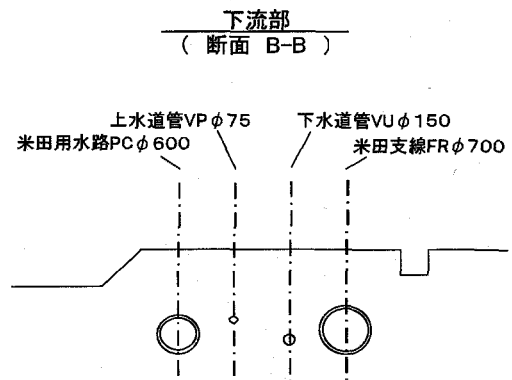 下流部
( 断面 B-B )
上水道管VPφ75
下水道管VUφ150
米田用水路PCφ600
米田支線FRφ700